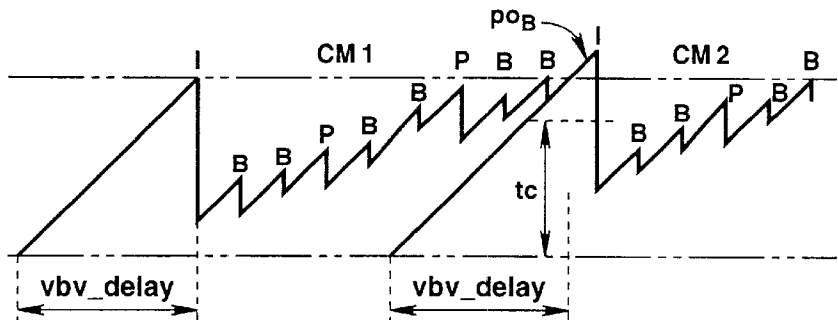 po_B
I CM 1 P B B I CM 2 B
B B P B B P B
B B
tc
vbv_delay vbv_delay